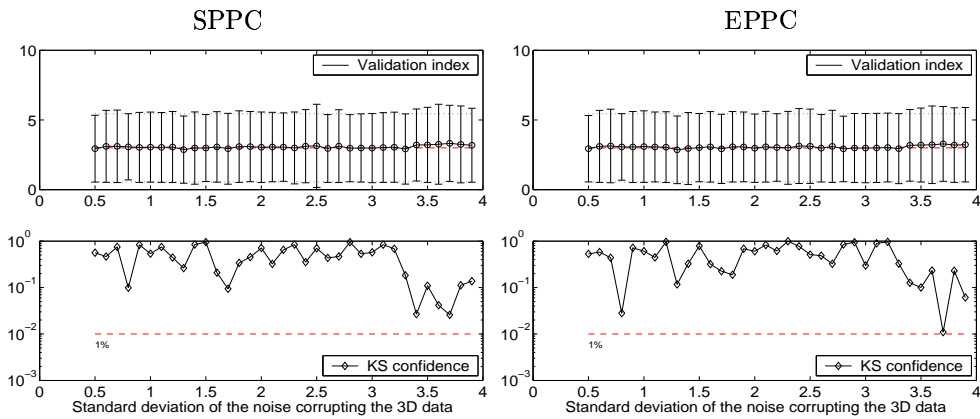 SPPC
EPPC
10
5
0
Validation index
0 0.5 1 1.5 2 2.5 3 3.5 4
10
5
0
Validation index
0 0.5 1 1.5 2 2.5 3 3.5 4
10^0
10^-1
10^-2
10^-3
1%
KS confidence
0 0.5 1 1.5 2 2.5 3 3.5 4
Standard deviation of the noise corrupting the 3D data
10^0
10^-1
10^-2
10^-3
1%
KS confidence
0 0.5 1 1.5 2 2.5 3 3.5 4
Standard deviation of the noise corrupting the 3D data